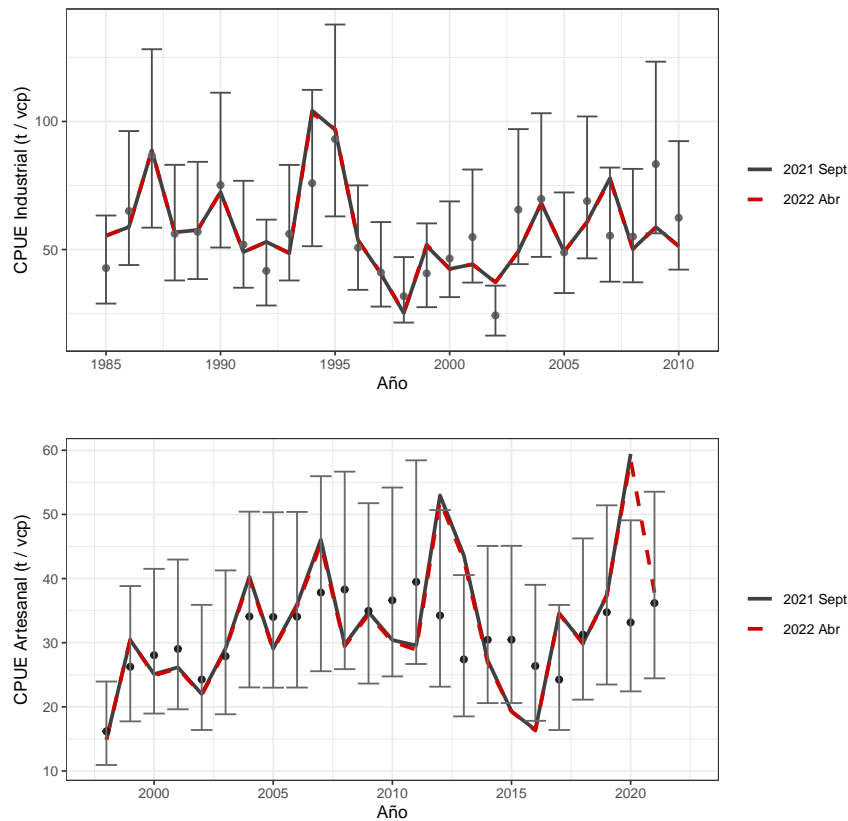 CPUE Industrial (t / vcp)
100
50
1985
1990
1995
2000
2005
2010
Año
2021 Sept
2022 Abr
CPUE Artesanal (t / vcp)
60
50
40
30
20
10
2000
2005
2010
2015
2020
Año
2021 Sept
2022 Abr